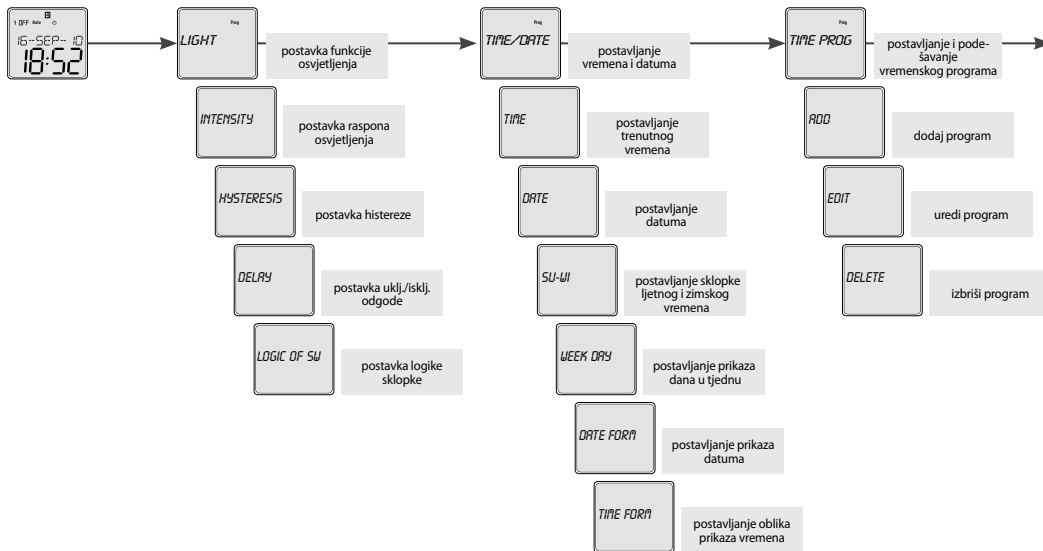 1 OFF Auto
16-SEP-10
18:52
Prog
LIGHT
postavka funkcije
osvjetljenja
INTENSITY
postavka raspona
osvjetljenja
HYSTERESIS
postavka histereze
DELAY
postavka uklj./isklj.
odgode
LOGIC OF SW
postavka logike
sklopke
Prog
TIME/DATE
postavljanje
vremena i datuma
TIME
postavljanje
trenutnog
vremena
DATE
postavljanje
datuma
SU-WI
postavljanje sklopke
ljetnog i zimskog
vremena
WEEK DAY
postavljanje prikaza
dana u tjednu
DATE FORM
postavljanje prikaza
datuma
TIME FORM
postavljanje oblika
prikaza vremena
Prog
TIME PROG
postavljanje i pode-
šavanje
vremenskog programa
ADD
dodaj program
EDIT
uredi program
DELETE
izbriši program